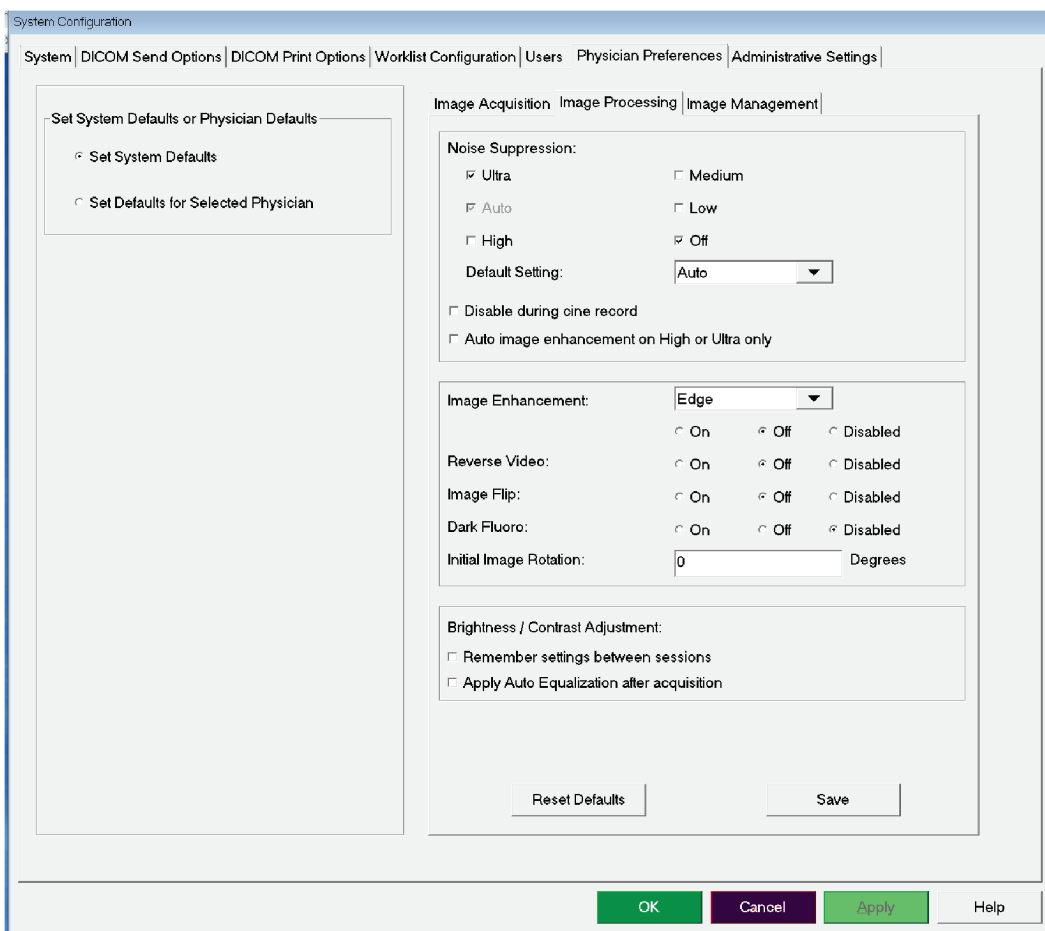 System Configuration
System DICOM Send Options DICOM Print Options Worklist Configuration Users Physician Preferences Administrative Settings
Set System Defaults or Physician Defaults
Set System Defaults
Set Defaults for Selected Physician
Image Acquisition Image Processing Image Management
Noise Suppression:
Ultra Medium
Auto Low
High Off
Default Setting: Auto
Disable during cine record
Auto image enhancement on High or Ultra only
Image Enhancement: Edge
On Off Disabled
Reverse Video: On Off Disabled
Image Flip: On Off Disabled
Dark Fluoro: On Off Disabled
Initial Image Rotation: 0 Degrees
Brightness / Contrast Adjustment:
Remember settings between sessions
Apply Auto Equalization after acquisition
Reset Defaults Save
OK Cancel Apply Help